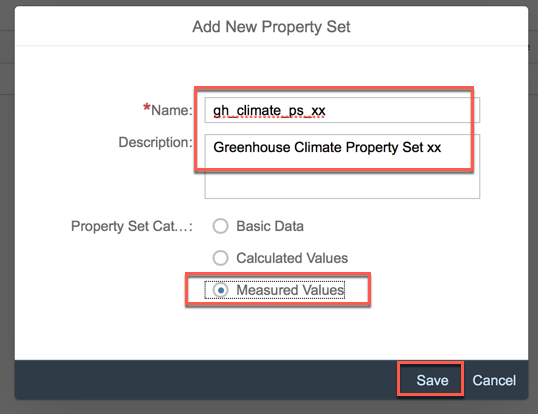 Add New Property Set
*Name: gh_climate_ps_xx
Description: Greenhouse Climate Property Set xx
Property Set Cat...: Basic Data
Calculated Values
Measured Values
Save Cancel